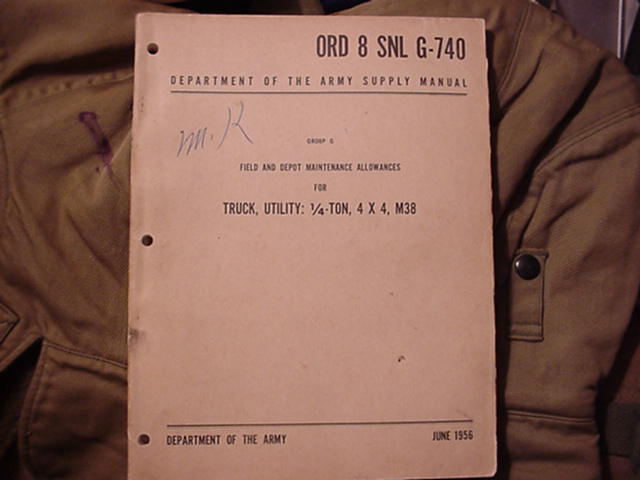 ORD 8 SNL G-740
DEPARTMENT OF THE ARMY SUPPLY MANUAL
M.K
GROUP G
FIELD AND DEPOT MAINTENANCE ALLOWANCES
FOR
TRUCK, UTILITY: 1/4-TON, 4 X 4, M38
DEPARTMENT OF THE ARMY
JUNE 1956